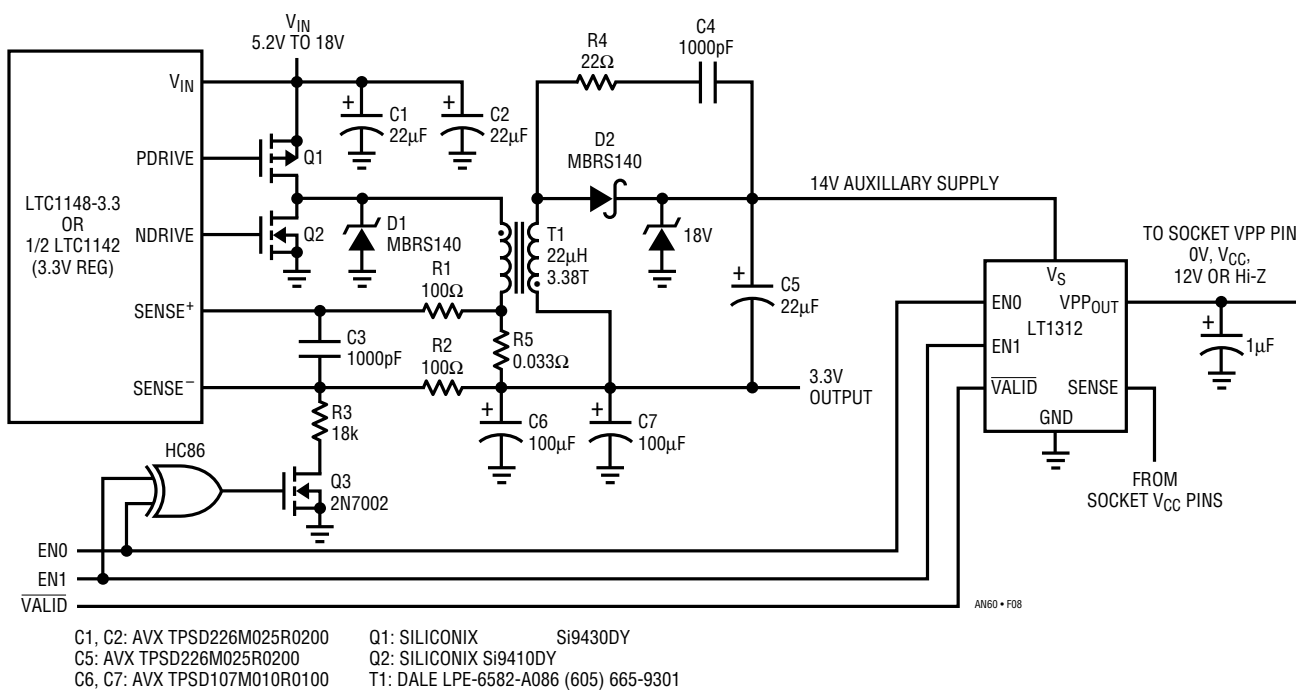 VIN
5.2V TO 18V
R4
22Ω
C4
1000pF
VIN
C1
22µF
C2
22µF
D2
MBRS140
PDRIVE
Q1
14V AUXILLARY SUPPLY
LTC1148-3.3
OR
1/2 LTC1142
(3.3V REG)
NDRIVE
Q2
D1
MBRS140
T1
22µH
3.38T
18V
TO SOCKET VPP PIN
0V, VCC,
12V OR Hi-Z
R1
100Ω
C5
22µF
VS
EN0
VPPOUT
LT1312
EN1
VALID
SENSE
GND
1µF
SENSE+
C3
1000pF
R2
100Ω
R5
0.033Ω
SENSE–
3.3V
OUTPUT
R3
18k
C6
100µF
C7
100µF
HC86
Q3
2N7002
FROM
SOCKET VCC PINS
EN0
EN1
VALID
AN60 • F08
C1, C2: AVX TPSD226M025R0200
C5: AVX TPSD226M025R0200
C6, C7: AVX TPSD107M010R0100
Q1: SILICONIX Si9430DY
Q2: SILICONIX Si9410DY
T1: DALE LPE-6582-A086 (605) 665-9301
+
+
+
+
+
+